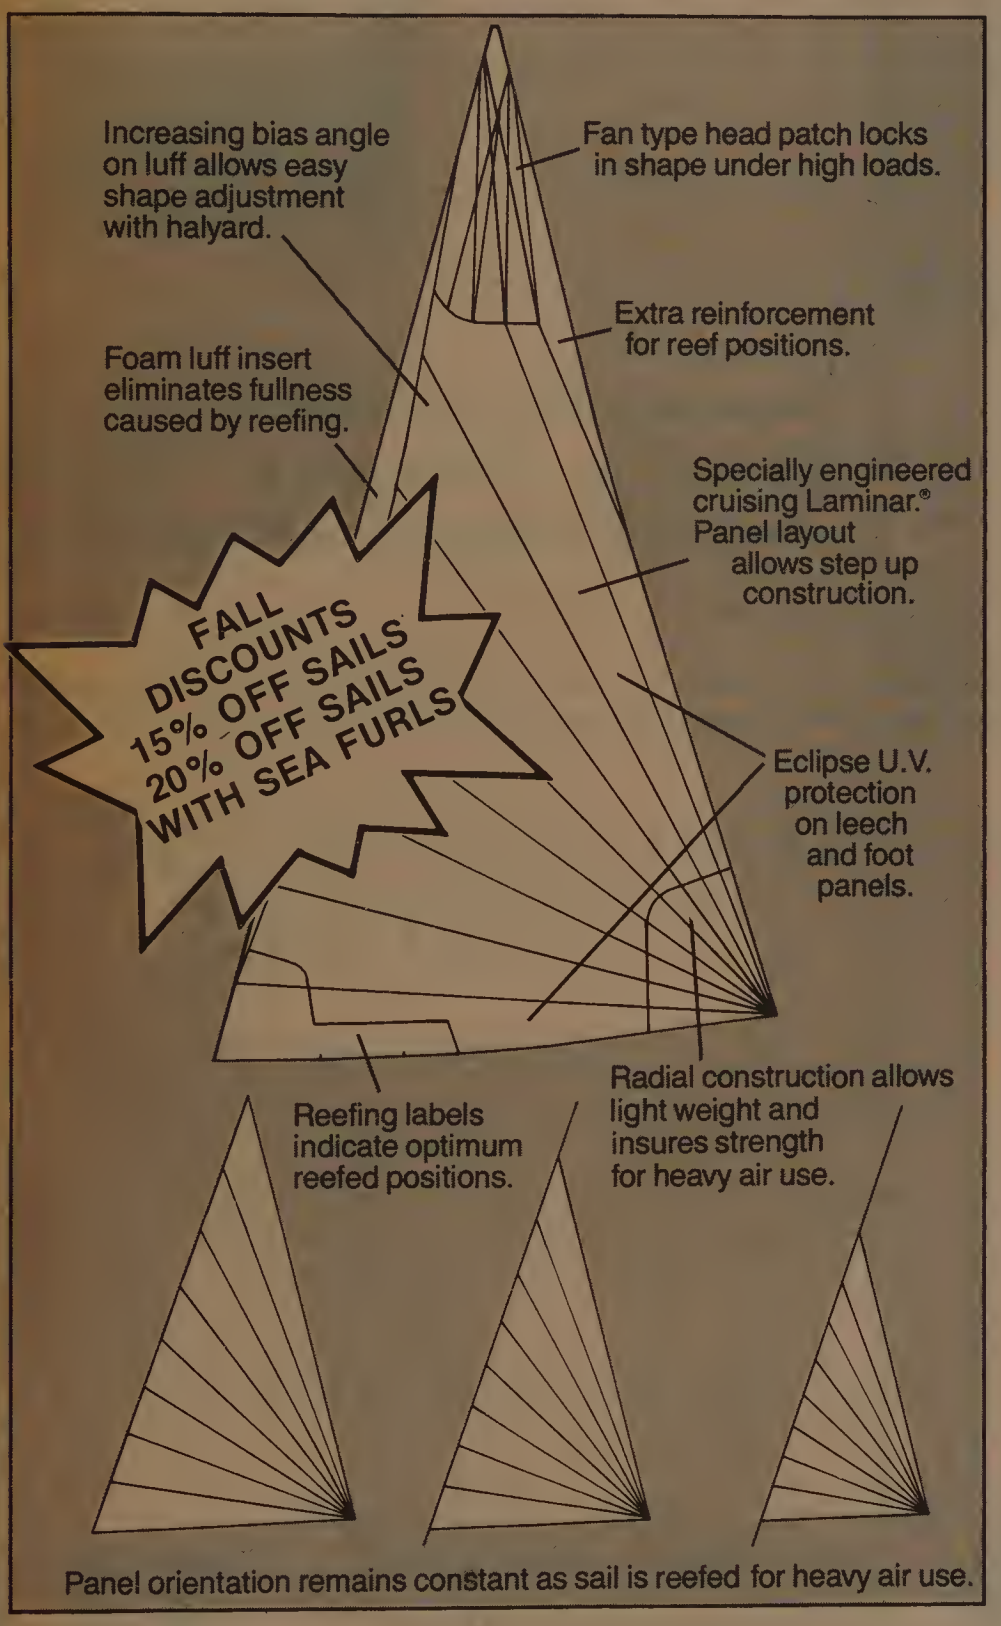 Increasing bias angle
on luff allows easy
shape adjustment
with halyard.
Fan type head patch locks
in shape under high loads.
Extra reinforcement
for reef positions.
Foam luff insert
eliminates fullness
caused by reefing.
Specially engineered
cruising Laminar.®
Panel layout
allows step up
construction.
FALL
DISCOUNTS
15% OFF SAILS
20% OFF SAILS
WITH SEA FURLS
Eclipse U.V.
protection
on leech
and foot
panels.
Reefing labels
indicate optimum
reefed positions.
Radial construction allows
light weight and
insures strength
for heavy air use.
Panel orientation remains constant as sail is reefed for heavy air use.